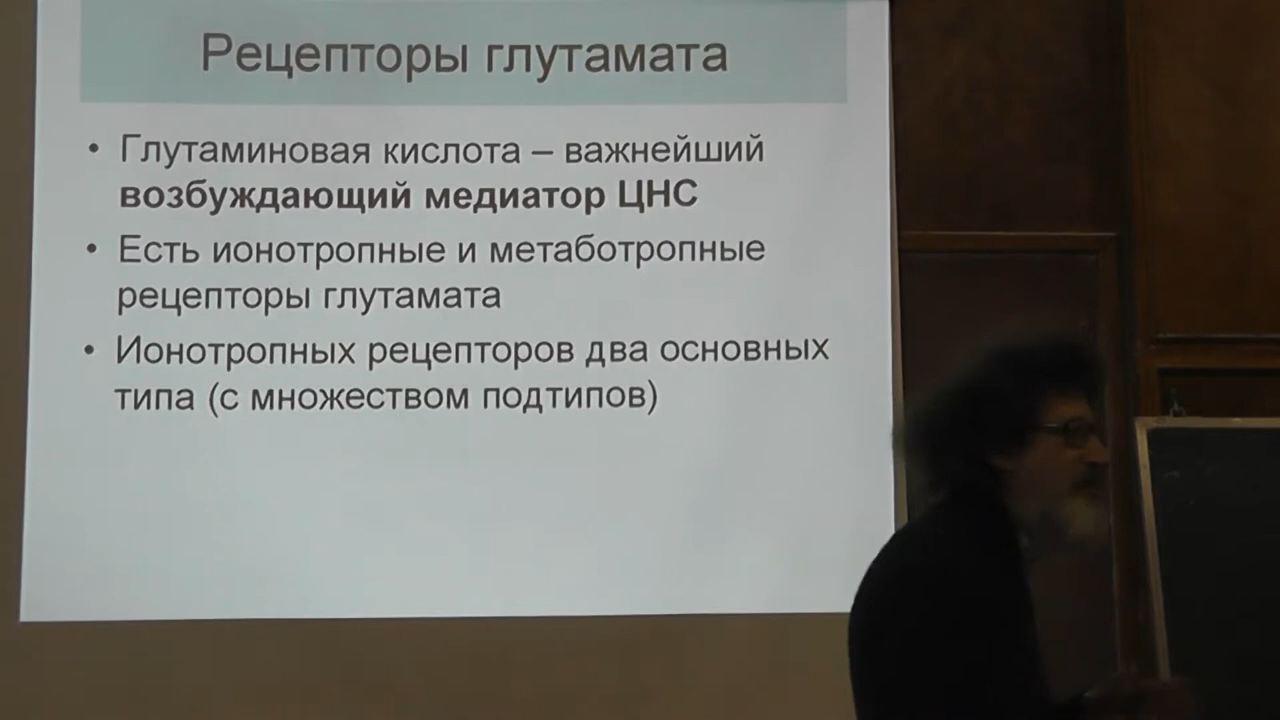 Рецепторы глутамата
• Глутаминовая кислота – важнейший
возбуждающий медиатор ЦНС
• Есть ионотропные и метаботропные
рецепторы глутамата
• Ионотропных рецепторов два основных
типа (с множеством подтипов)